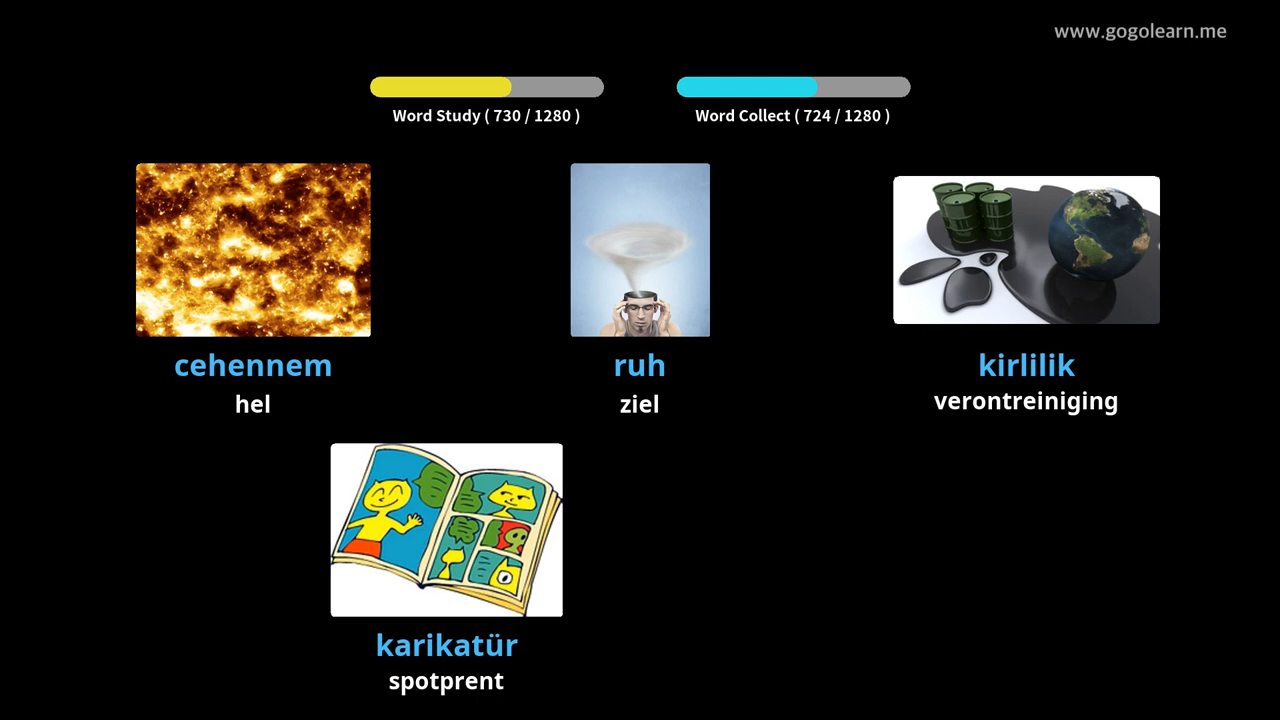 www.gogolearn.me
Word Study ( 730 / 1280 )
Word Collect ( 724 / 1280 )
cehennem
hel
ruh
ziel
kirlilik
verontreiniging
karikatür
spotprent